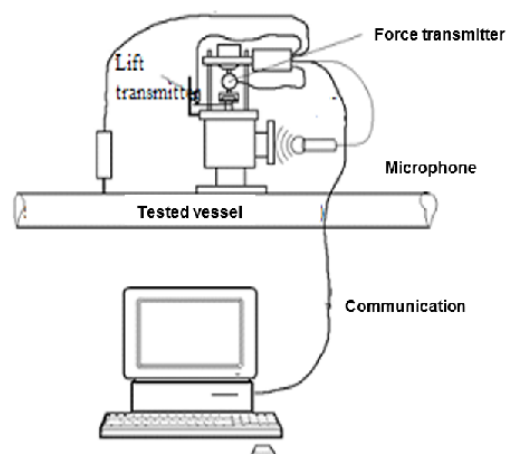 Force transmitter
Lift
transmitter
Microphone
Tested vessel
Communication